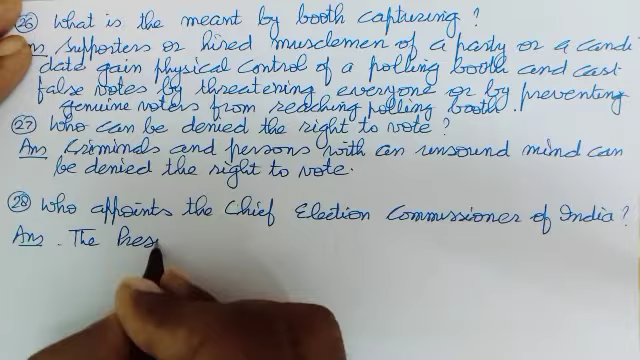 26 What is the meant by booth capturing ?
Ans Supporters or hired musclemen of a party or a candi-
date gain physical control of a polling booth and cast
false votes by threatening everyone or by preventing
genuine voters from reaching polling booth.
27 Who can be denied the right to vote ?
Ans Criminals and persons with an unsound mind can
be denied the right to vote.
28 Who appoints the Chief Election Commissioner of India ?
Ans . The Pres